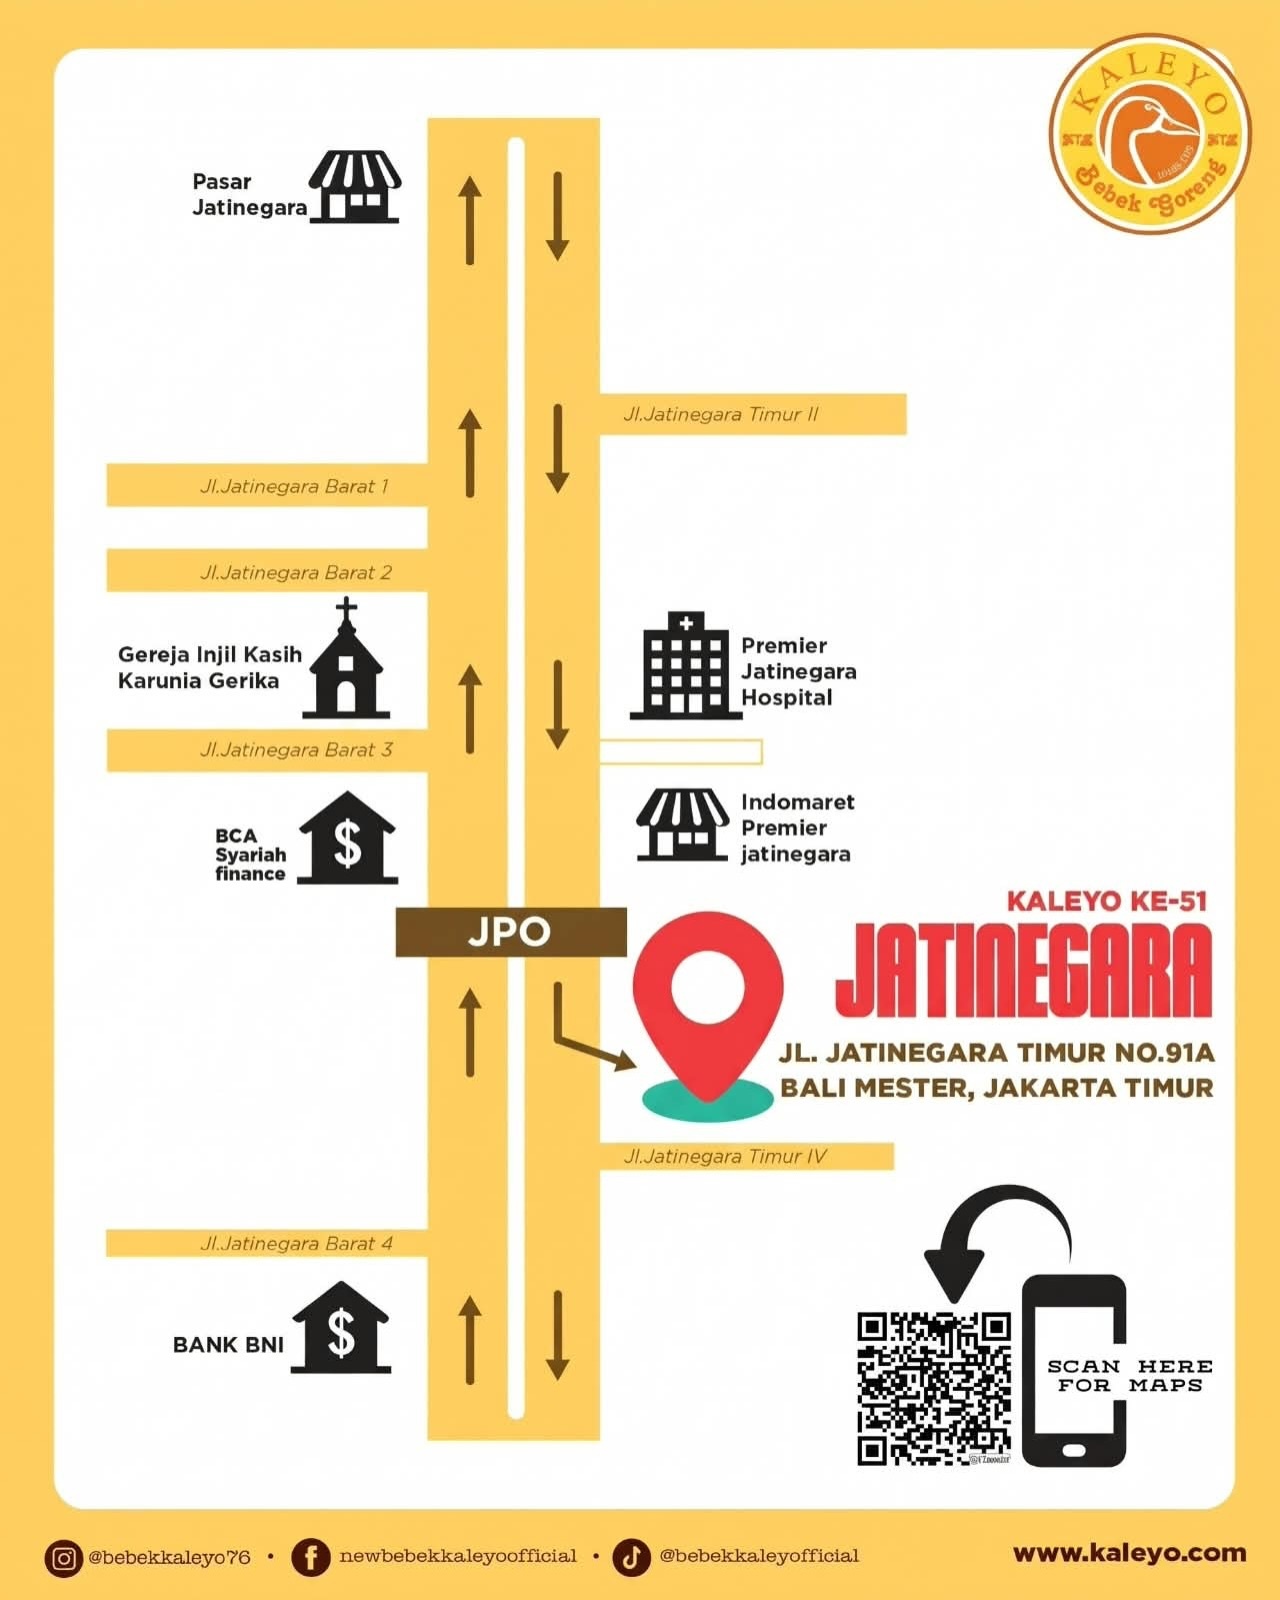 KALEYO
Bebek Goreng
Pasar
Jatinegara
Jl.Jatinegara Timur II
Jl.Jatinegara Barat 1
Jl.Jatinegara Barat 2
Gereja Injil Kasih
Karunia Gerika
Premier
Jatinegara
Hospital
Jl.Jatinegara Barat 3
BCA
Syariah
finance
Indomaret
Premier
jatinegara
JPO
KALEYO KE-51
JATINEGARA
JL. JATINEGARA TIMUR NO.91A
BALI MESTER, JAKARTA TIMUR
Jl.Jatinegara Timur IV
Jl.Jatinegara Barat 4
BANK BNI
SCAN HERE
FOR MAPS
@bebekkaleyo76 • newbebekkaleyoofficial • @bebekkaleyofficial
www.kaleyo.com